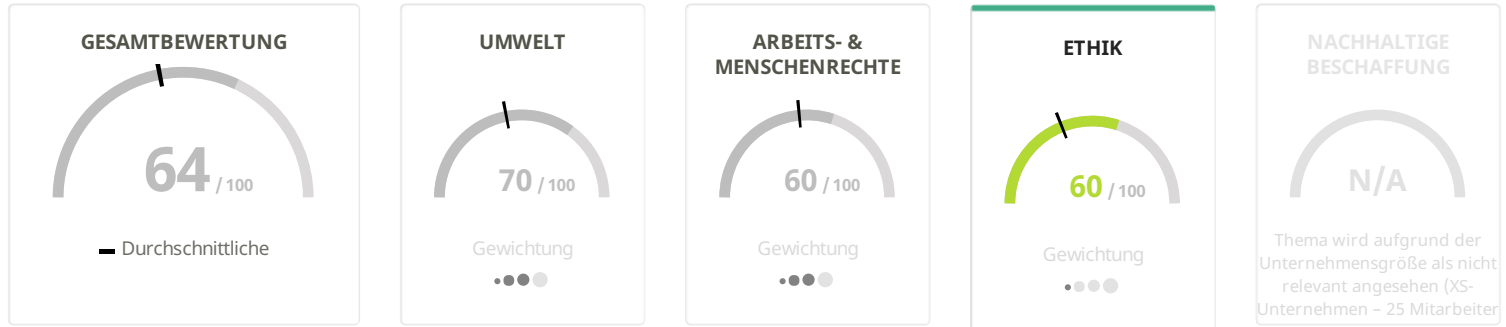 GESAMTBEWERTUNG
64 / 100
Durchschnittliche
UMWELT
70 / 100
Gewichtung
ARBEITS- &
MENSCHENRECHTE
60 / 100
Gewichtung
ETHIK
60 / 100
Gewichtung
NACHHALTIGE
BESCHAFFUNG
N/A
Thema wird aufgrund der
Unternehmensgröße als nicht
relevant angesehen (XS-
Unternehmen – 25 Mitarbeiter